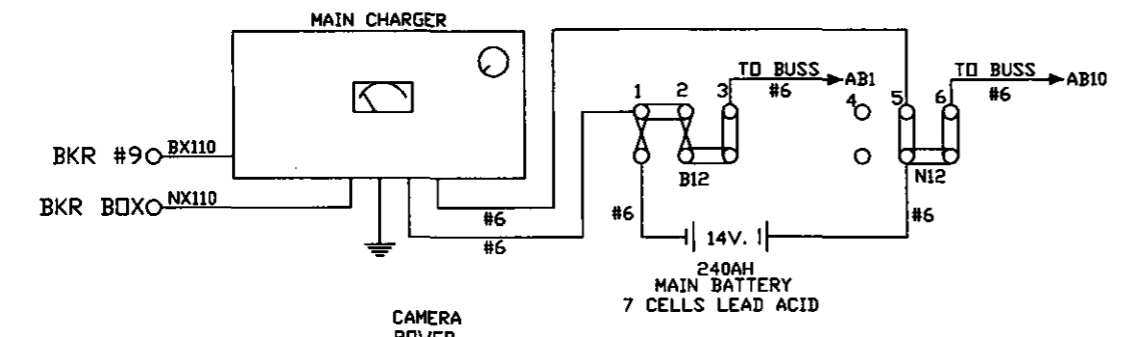 MAIN CHARGER
TO BUSS
AB1
#6
TO BUSS
AB10
#6
1 2 3 4 5 6
BKR #9
BX110
B12
N12
BKR BOX
NX110
#6
#6
#6
#6
14V.
240AH
MAIN BATTERY
7 CELLS LEAD ACID
CAMERA
POWER